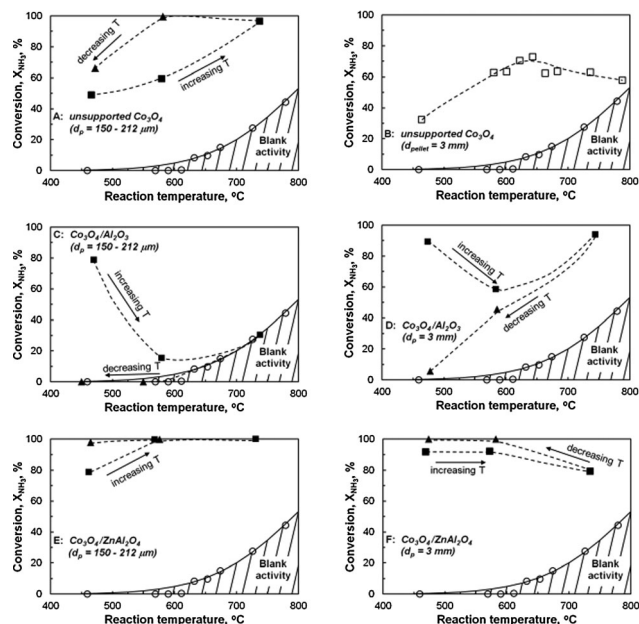 Conversion, X_NH3, %
100
80
60
40
20
0
decreasing T
increasing T
A: unsupported Co3O4
(dp = 150 - 212 μm)
Blank
activity
400 500 600 700 800
Reaction temperature, °C
Conversion, X_NH3, %
100
80
60
40
20
0
B: unsupported Co3O4
(dpellet = 3 mm)
Blank
activity
400 500 600 700 800
Reaction temperature, °C
Conversion, X_NH3, %
100
80
60
40
20
0
C: Co3O4/Al2O3
(dp = 150 - 212 μm)
increasing T
decreasing T
Blank
activity
400 500 600 700 800
Reaction temperature, °C
Conversion, X_NH3, %
100
80
60
40
20
0
increasing T
decreasing T
D: Co3O4/Al2O3
(dp = 3 mm)
Blank
activity
400 500 600 700 800
Reaction temperature, °C
Conversion, X_NH3, %
100
80
60
40
20
0
increasing T
E: Co3O4/ZnAl2O4
(dp = 150 - 212 μm)
Blank
activity
400 500 600 700 800
Reaction temperature, °C
Conversion, X_NH3, %
100
80
60
40
20
0
decreasing T
increasing T
F: Co3O4/ZnAl2O4
(dp = 3 mm)
Blank
activity
400 500 600 700 800
Reaction temperature, °C